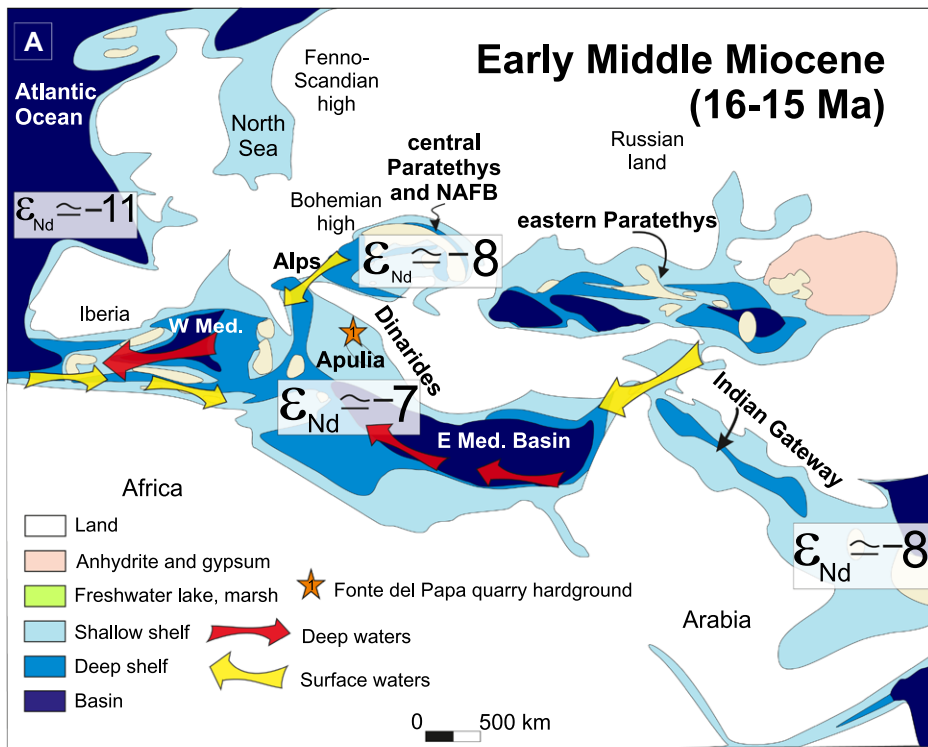 A
Early Middle Miocene
(16-15 Ma)
Atlantic
Ocean
Fenno-
Scandian
high
North
Sea
central
Paratethys
and NAFB
Russian
land
εNd ≃ -11
Bohemian
high
eastern Paratethys
εNd ≃ -8
Alps
Iberia
W Med.
Dinarides
1
Apulia
εNd ≃ -7
E Med. Basin
Indian
Gateway
Africa
εNd ≃ -8
Arabia
Land
Anhydrite and gypsum
Freshwater lake, marsh
Shallow shelf
Deep shelf
Basin
1 Fonte del Papa quarry hardground
Deep waters
Surface waters
0 500 km